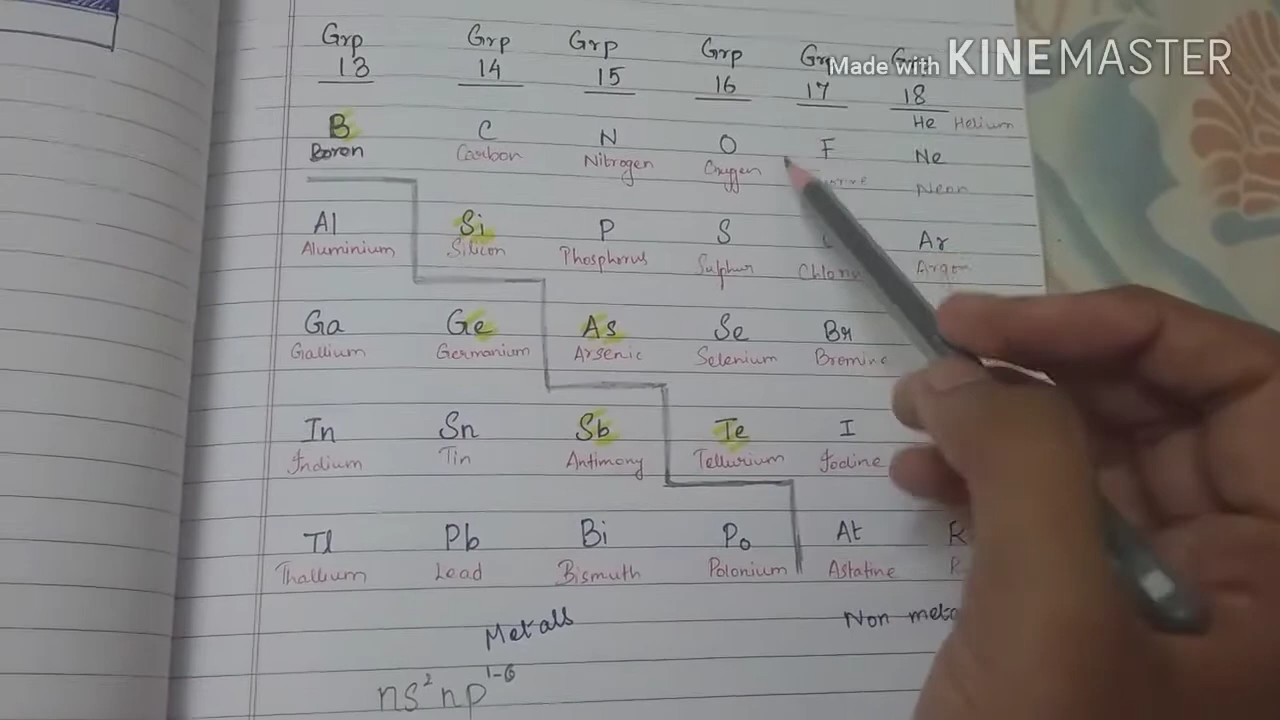 Grp Grp Grp Grp Grp
13 14 15 16 17 18
Made with KINEMASTER
He Helium
B C N O F Ne
Boron Carbon Nitrogen Oxygen Neon
Al Si P S Ar
Aluminium Silicon Phosphorus Sulphur Argon
Ga Ge As Se Br
Gallium Germanium Arsenic Selenium Bromine
In Sn Sb Te I
Indium Tin Antimony Tellurium Iodine
Tl Pb Bi Po At
Thallium Lead Bismuth Polonium Astatine
Metals Non
ns² np¹⁻⁶